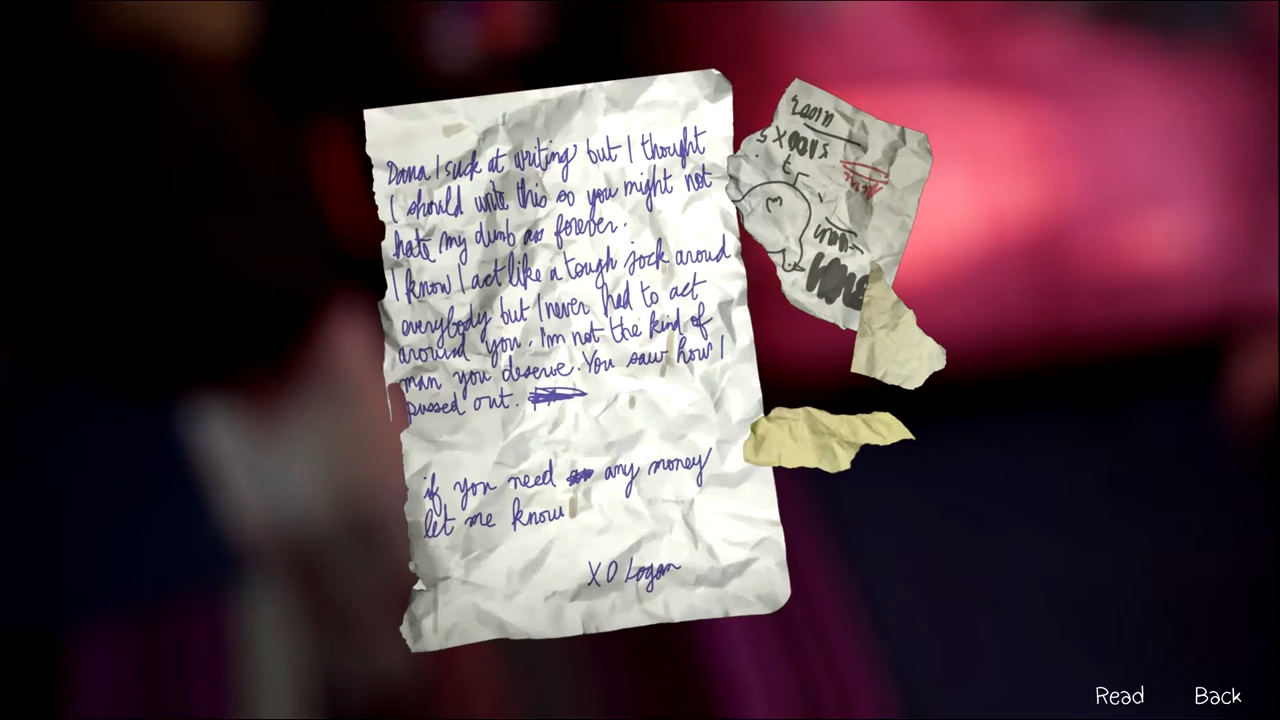 Dana I suck at writing but I thought
I should write this so you might not
hate my dumb ass forever.
I know I act like a tough jock aroud
everybody but I never had to act
around you. I'm not the kind of
man you deserve. You saw how I
pussed out.
if you need any money
let me know
XO Logan
Read
Back